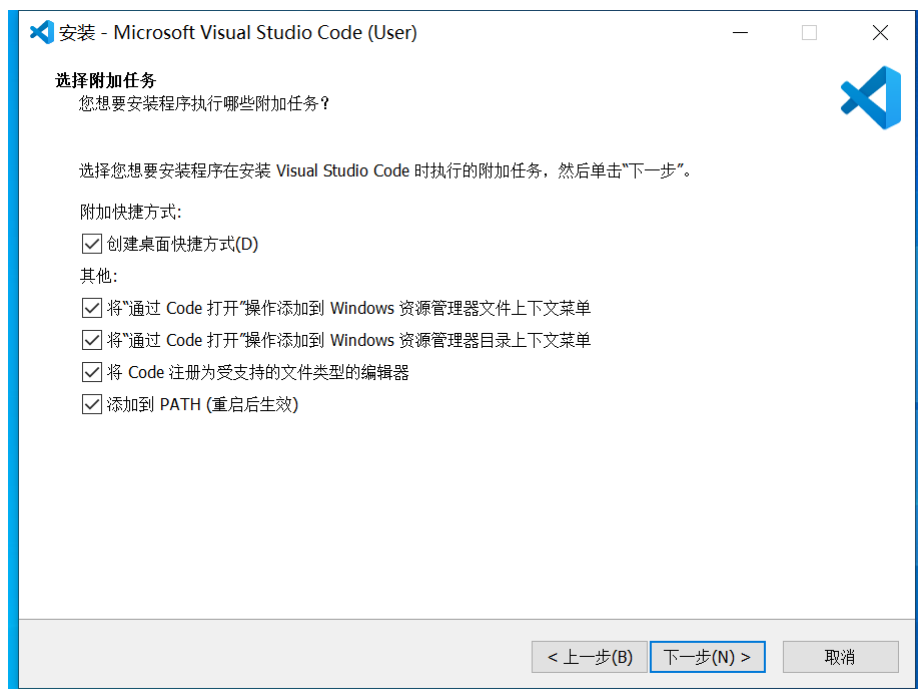 安装 - Microsoft Visual Studio Code (User)
选择附加任务
您想要安装程序执行哪些附加任务？
选择您想要安装程序在安装 Visual Studio Code 时执行的附加任务，然后单击“下一步”。
附加快捷方式:
创建桌面快捷方式(D)
其他:
将“通过 Code 打开”操作添加到 Windows 资源管理器文件上下文菜单
将“通过 Code 打开”操作添加到 Windows 资源管理器目录上下文菜单
将 Code 注册为受支持的文件类型的编辑器
添加到 PATH (重启后生效)
< 上一步(B) 下一步(N) > 取消